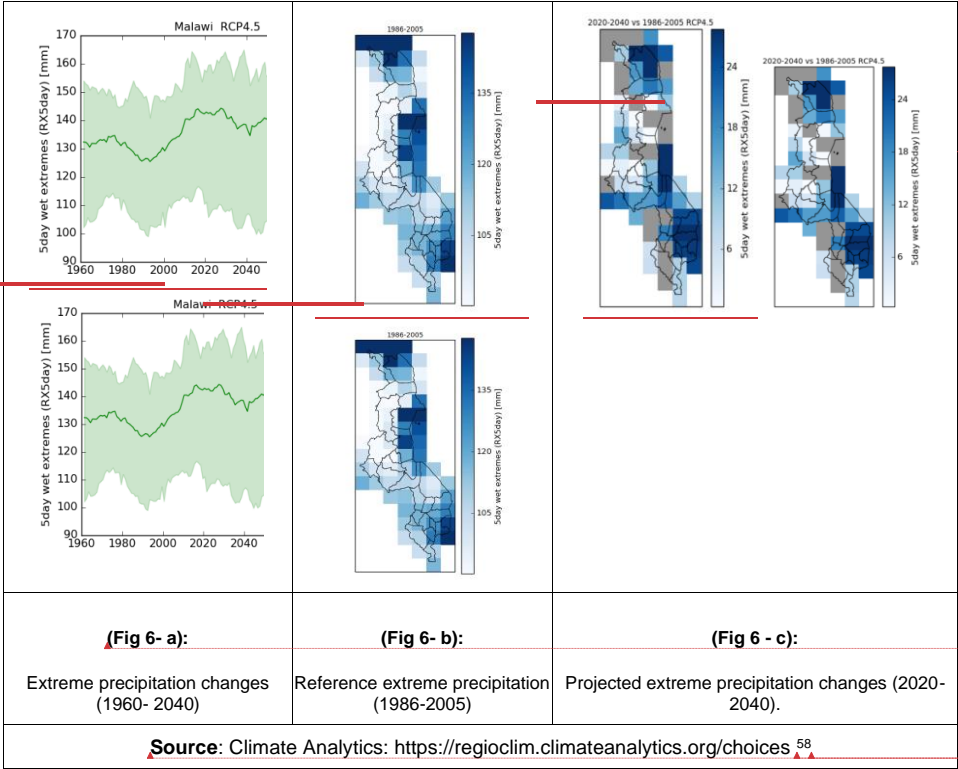 Malawi RCP4.5
5day wet extremes (RX5day) [mm]
170
160
150
140
130
120
110
100
90
1960 1980 2000 2020 2040
Malawi RCP4.5
5day wet extremes (RX5day) [mm]
170
160
150
140
130
120
110
100
90
1960 1980 2000 2020 2040
1986-2005
135
120
105
5day wet extremes (RX5day) [mm]
1986-2005
135
120
105
5day wet extremes (RX5day) [mm]
2020-2040 vs 1986-2005 RCP4.5
24
18
12
6
5day wet extremes (RX5day) [mm]
2020-2040 vs 1986-2005 RCP4.5
24
18
12
6
5day wet extremes (RX5day) [mm]
(Fig 6- a):
Extreme precipitation changes
(1960- 2040)
(Fig 6- b):
Reference extreme precipitation
(1986-2005)
(Fig 6 - c):
Projected extreme precipitation changes (2020-
2040).
Source: Climate Analytics: https://regioclim.climateanalytics.org/choices 58